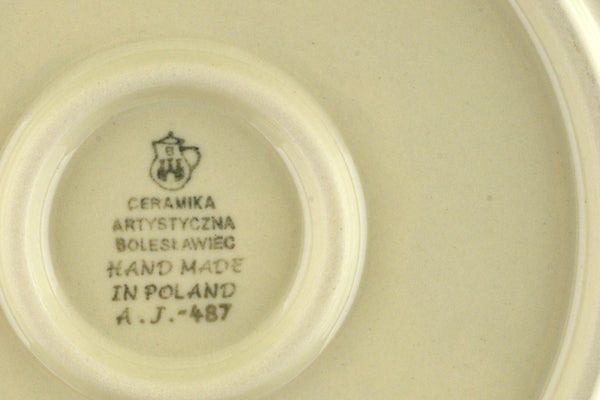 B
CERAMIKA
ARTYSTYCZNA
BOLESŁAWIEC
HAND MADE
IN POLAND
A.J.-487